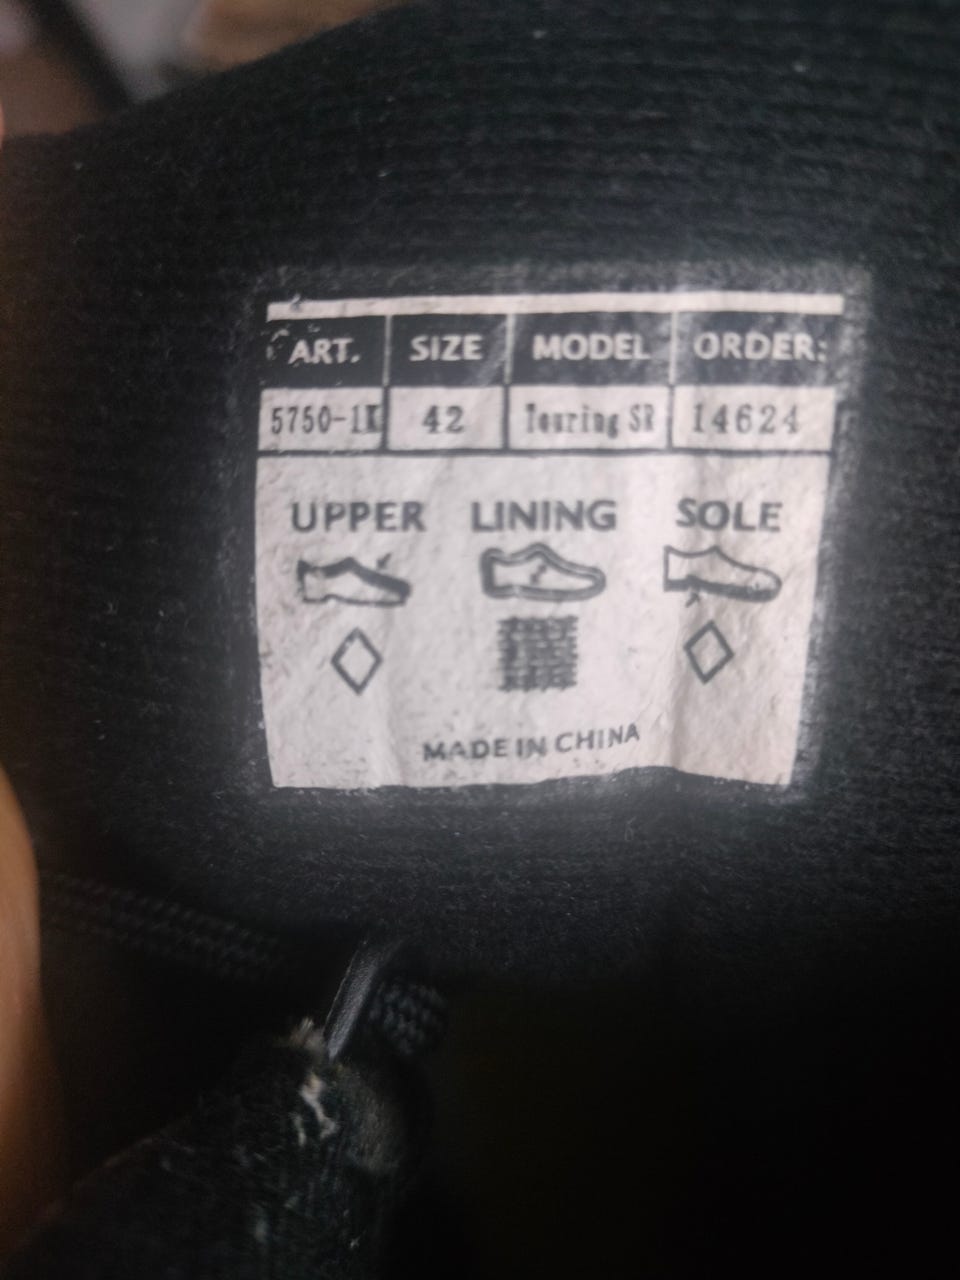 ART. SIZE MODEL ORDER:
5750-1K 42 Touring SR 14624
UPPER LINING SOLE
MADE IN CHINA